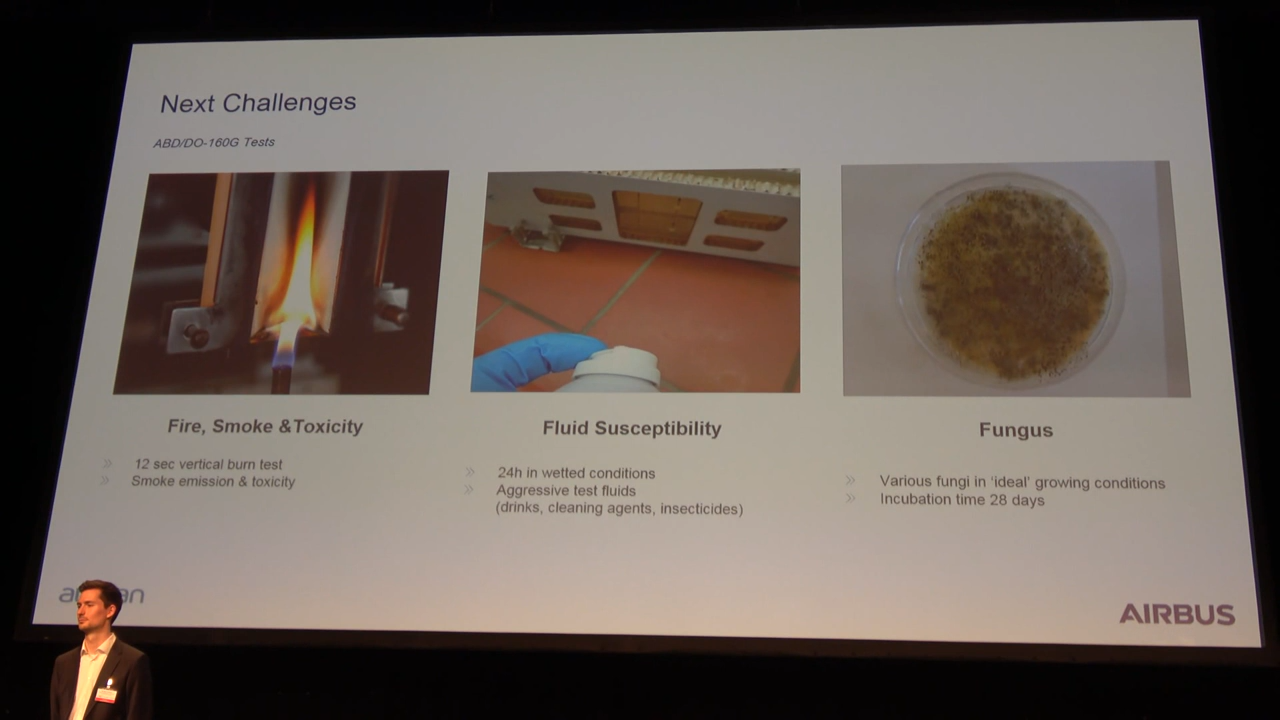 Next Challenges
ABD/DO-160G Tests
Fire, Smoke &Toxicity
12 sec vertical burn test
Smoke emission & toxicity
Fluid Susceptibility
24h in wetted conditions
Aggressive test fluids
(drinks, cleaning agents, insecticides)
Fungus
Various fungi in ‘ideal’ growing conditions
Incubation time 28 days
AIRBUS